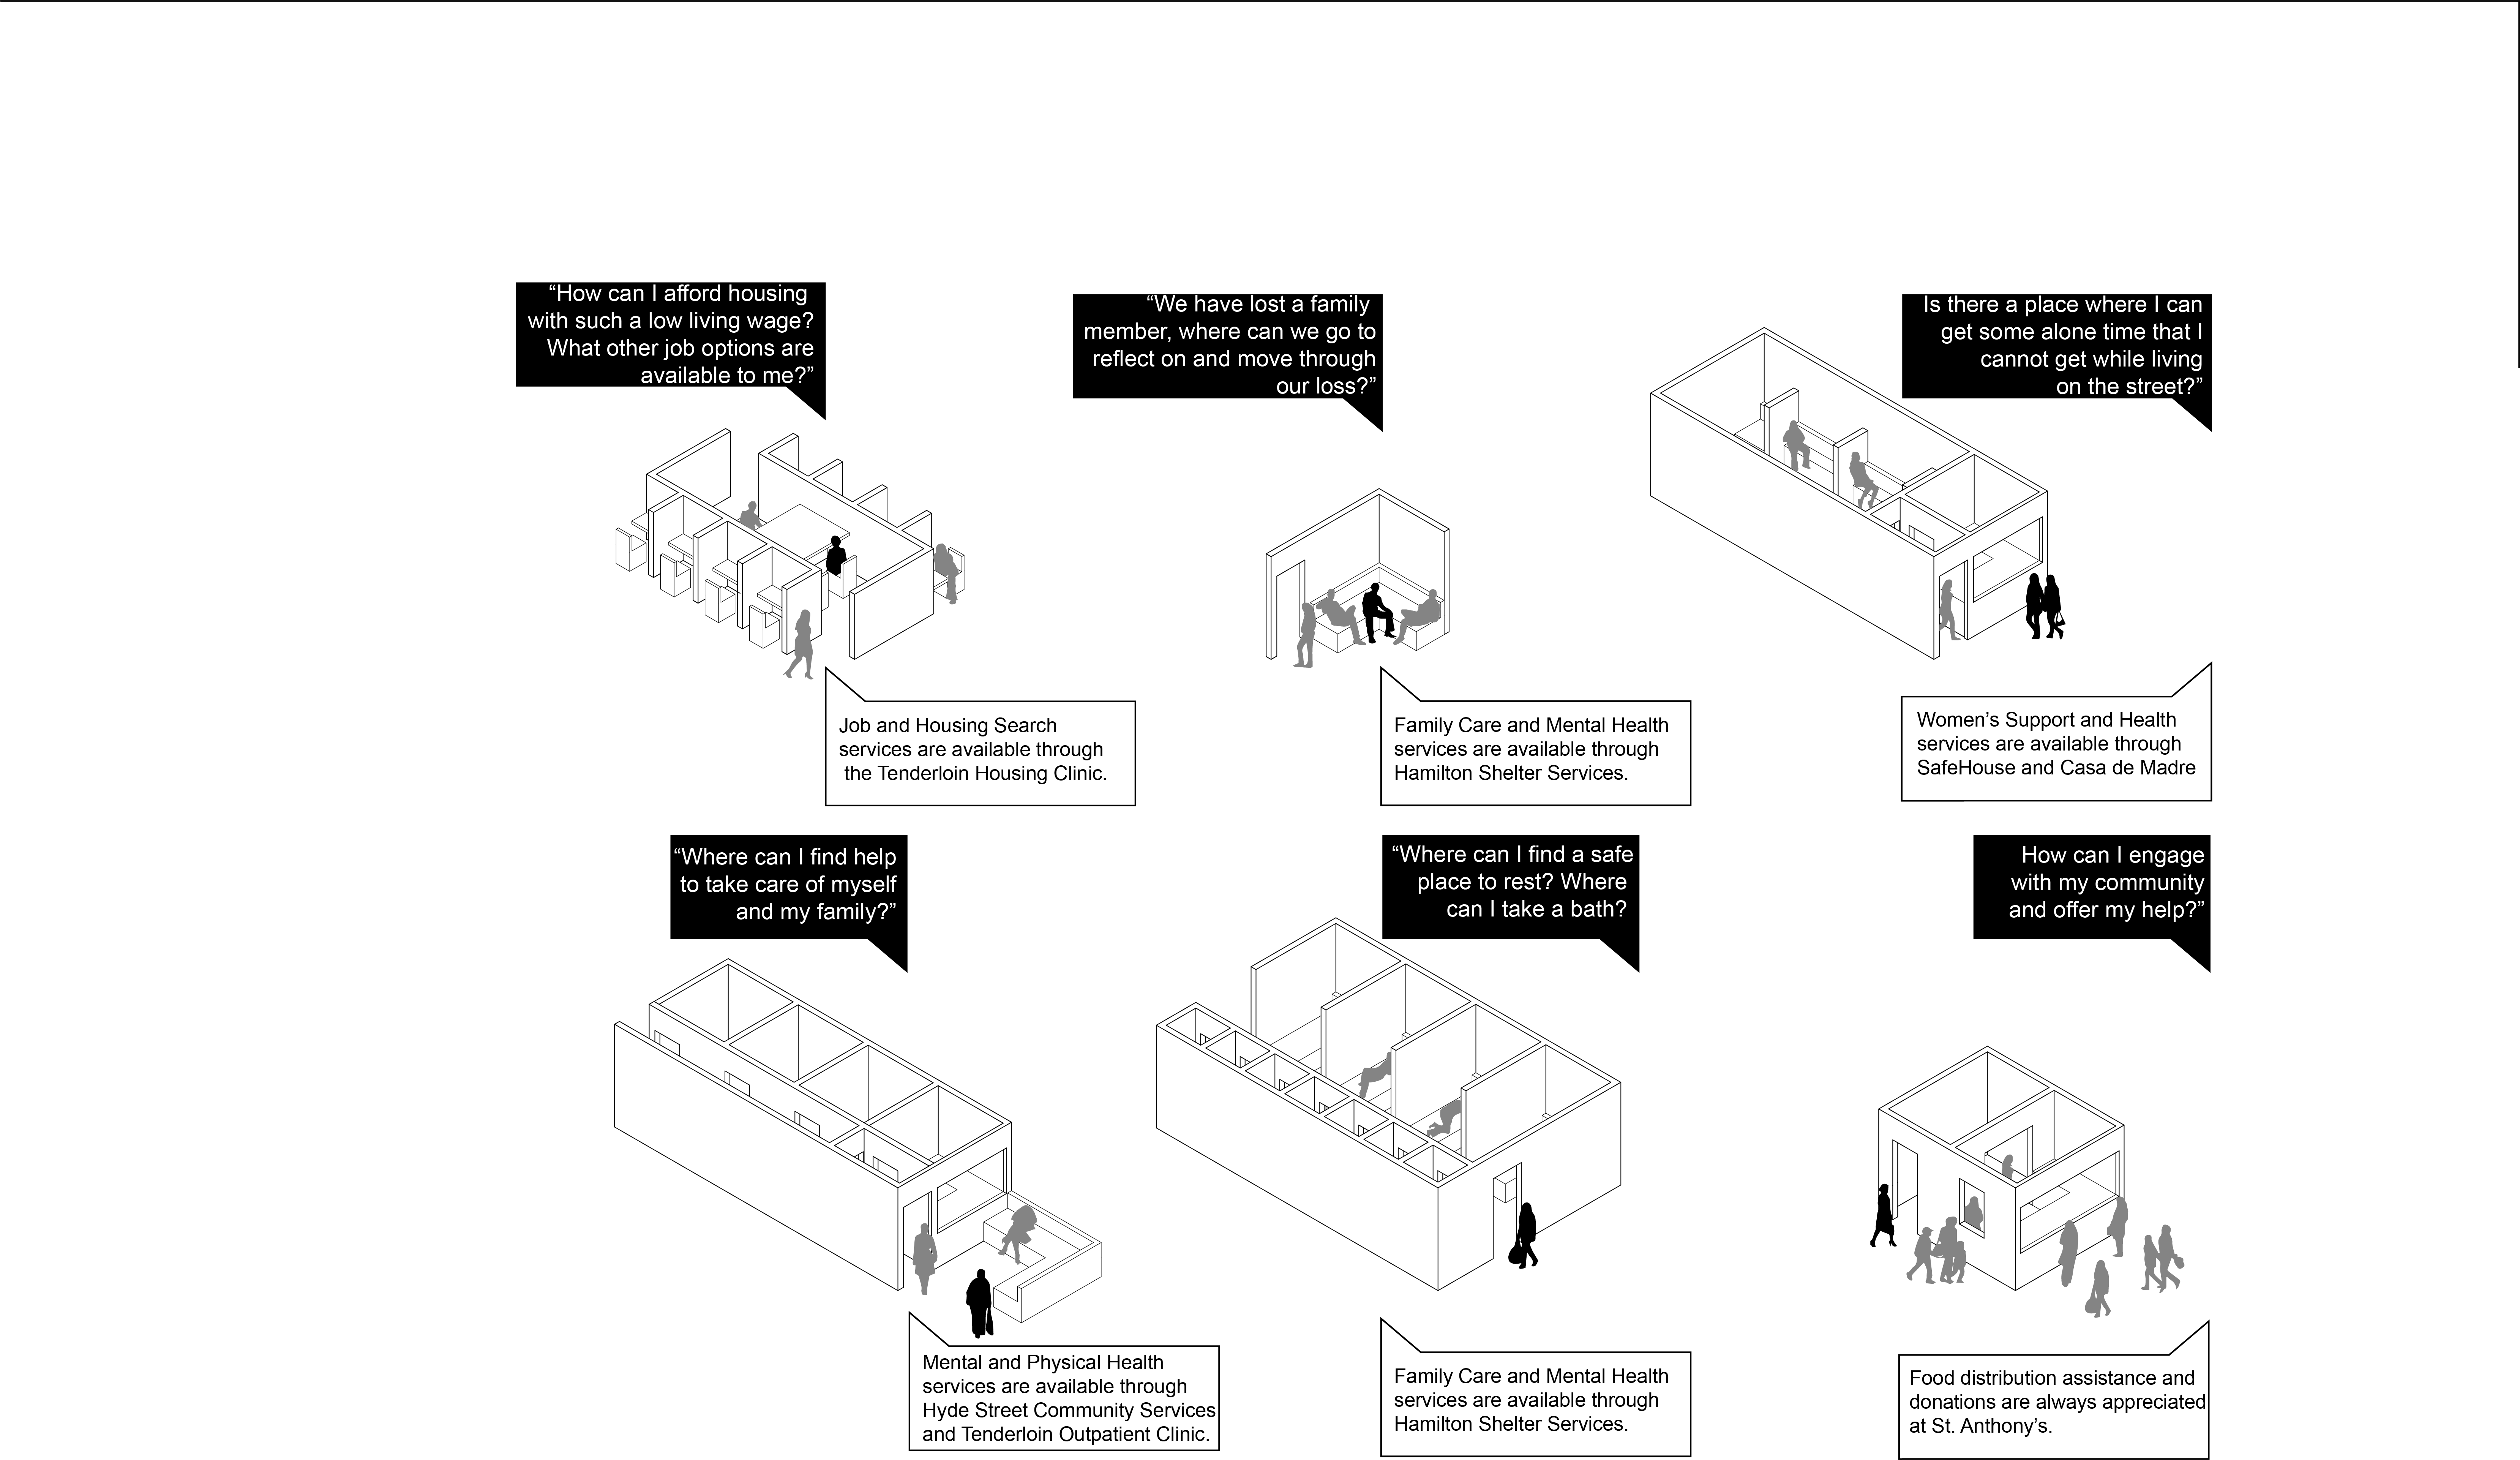 “How can I afford housing
with such a low living wage?
What other job options are
available to me?”
“We have lost a family
member, where can we go to
reflect on and move through
our loss?”
Is there a place where I can
get some alone time that I
cannot get while living
on the street?”
Job and Housing Search
services are available through
the Tenderloin Housing Clinic.
Family Care and Mental Health
services are available through
Hamilton Shelter Services.
Women’s Support and Health
services are available through
SafeHouse and Casa de Madre
“Where can I find help
to take care of myself
and my family?”
“Where can I find a safe
place to rest? Where
can I take a bath?
How can I engage
with my community
and offer my help?”
Mental and Physical Health
services are available through
Hyde Street Community Services
and Tenderloin Outpatient Clinic.
Family Care and Mental Health
services are available through
Hamilton Shelter Services.
Food distribution assistance and
donations are always appreciated
at St. Anthony’s.